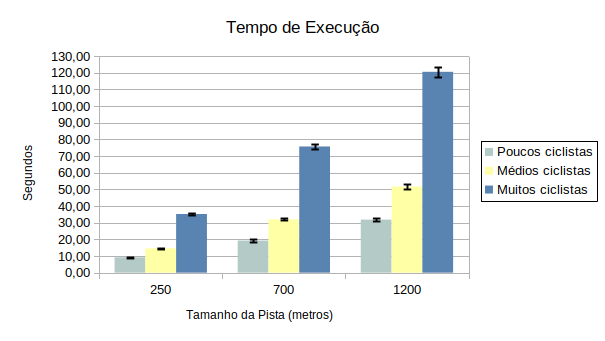 Tempo de Execução
130,00
120,00
110,00
100,00
90,00
80,00
70,00
60,00
50,00
40,00
30,00
20,00
10,00
0,00
Segundos
250 700 1200
Tamanho da Pista (metros)
Poucos ciclistas
Médios ciclistas
Muitos ciclistas